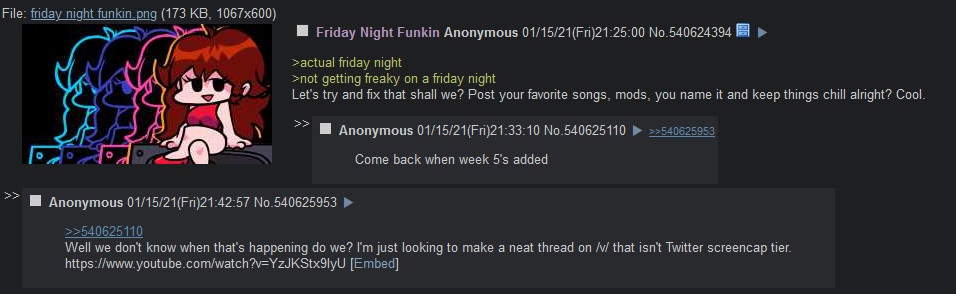 File: friday night funkin.png (173 KB, 1067x600)
Friday Night Funkin Anonymous 01/15/21(Fri)21:25:00 No.540624394
>actual friday night
>not getting freaky on a friday night
Let's try and fix that shall we? Post your favorite songs, mods, you name it and keep things chill alright? Cool.
>> Anonymous 01/15/21(Fri)21:33:10 No.540625110 >>540625953
Come back when week 5's added
>> Anonymous 01/15/21(Fri)21:42:57 No.540625953
>>540625110
Well we don't know when that's happening do we? I'm just looking to make a neat thread on /v/ that isn't Twitter screencap tier.
https://www.youtube.com/watch?v=YzJKStx9lyU [Embed]